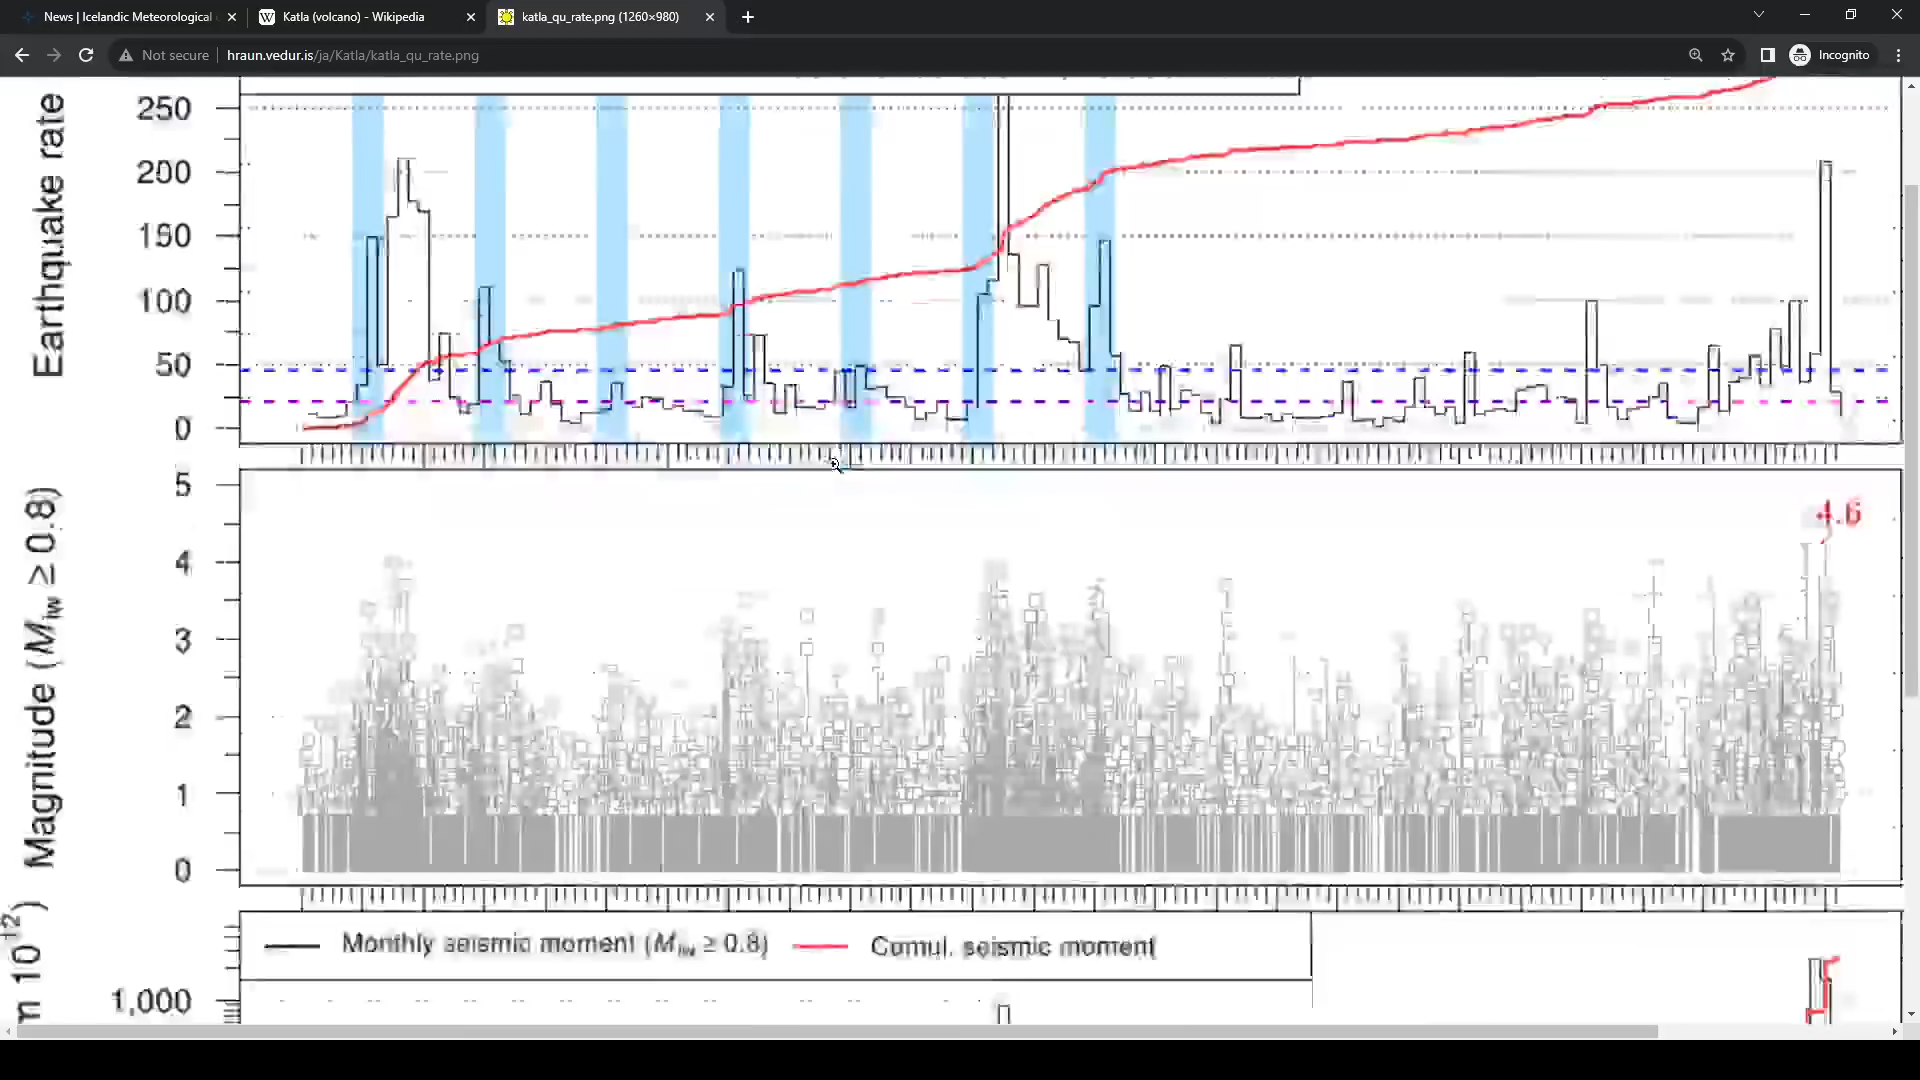 News | Icelandic Meteorological
Katla (volcano) - Wikipedia
katla_qu_rate.png (1260×980)
Not secure
hraun.vedur.is/ja/Katla/katla_qu_rate.png
Incognito
Earthquake rate
250
200
150
100
50
0
Magnitude (Mlw ≥ 0.8)
5
4
3
2
1
0
4.6
Monthly seismic moment (Mlw ≥ 0.8)
Cumul. seismic moment
1,000